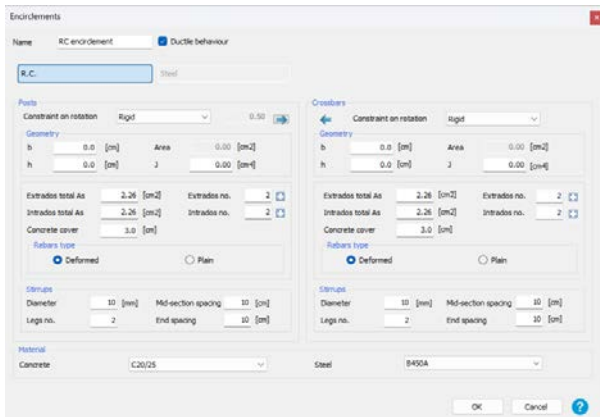 Encirclements
Name RC encirclement Ductile behaviour
R.C. Steel
Posts Crossbars
Constraint on rotation Rigid 0.50 Constraint on rotation Rigid
Geometry Geometry
b 0.0 [cm] Area 0.00 [cm2] b 0.0 [cm] Area 0.00 [cm2]
h 0.0 [cm] J 0.00 [cm4] h 0.0 [cm] J 0.00 [cm4]
Extrados total As 2.26 [cm2] Extrados no. 2 Extrados total As 2.26 [cm2] Extrados no. 2
Intrados total As 2.26 [cm2] Intrados no. 2 Intrados total As 2.26 [cm2] Intrados no. 2
Concrete cover 3.0 [cm] Concrete cover 3.0 [cm]
Rebars type Rebars type
Deformed Plain Deformed Plain
Stirrups Stirrups
Diameter 10 [mm] Mid-section spacing 10 [cm] Diameter 10 [mm] Mid-section spacing 10 [cm]
Legs no. 2 End spacing 10 [cm] Legs no. 2 End spacing 10 [cm]
Material
Concrete C20/25 Steel B450A
OK Cancel ?